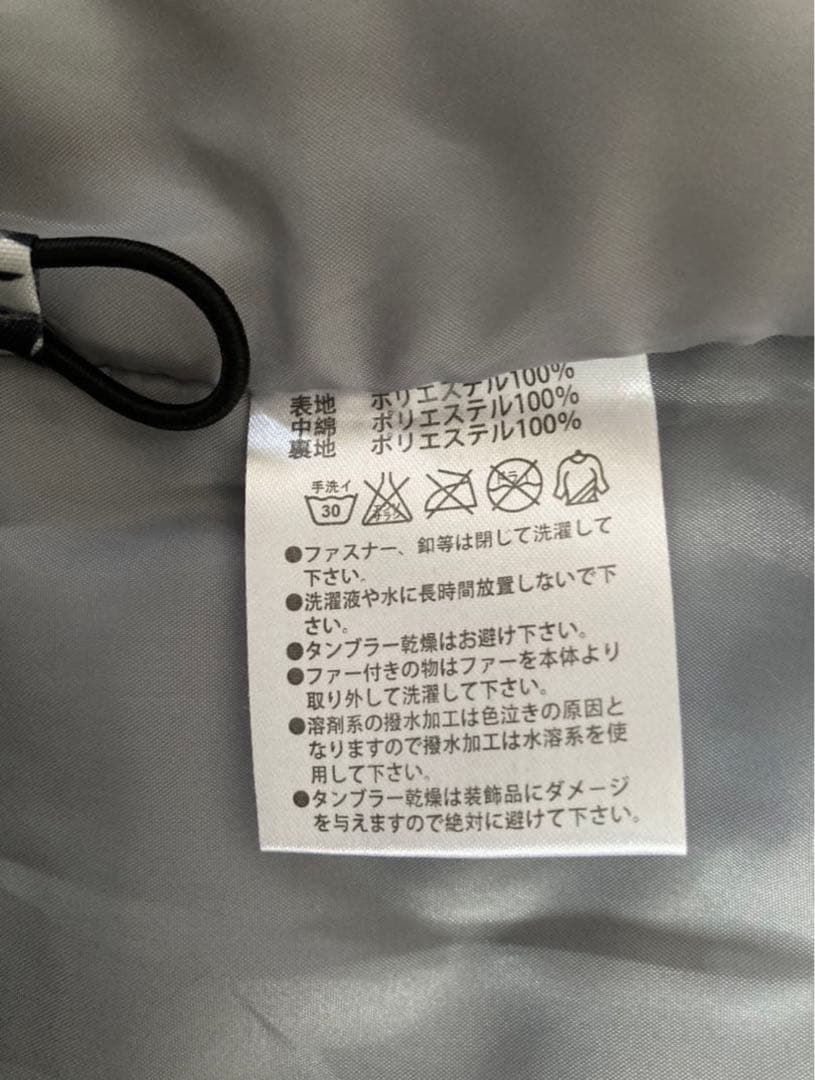 表地 ポリエステル100%
中綿 ポリエステル100%
裏地 ポリエステル100%
手洗イ
30
エンソ
サラシ
ドライ
●ファスナー、釦等は閉じて洗濯して
下さい。
●洗濯液や水に長時間放置しないで下
さい。
●タンブラー乾燥はお避け下さい。
●ファー付きの物はファーを本体より
取り外して洗濯して下さい。
●溶剤系の撥水加工は色泣きの原因と
なりますので撥水加工は水溶系を使
用して下さい。
●タンブラー乾燥は装飾品にダメージ
を与えますので絶対に避けて下さい。